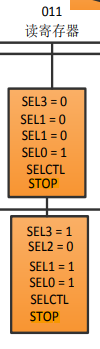 011
读寄存器
SEL3 = 0
SEL1 = 0
SEL1 = 0
SEL0 = 1
SELCTL
STOP
SEL3 = 1
SEL2 = 0
SEL1 = 1
SEL0 = 1
SELCTL
STOP